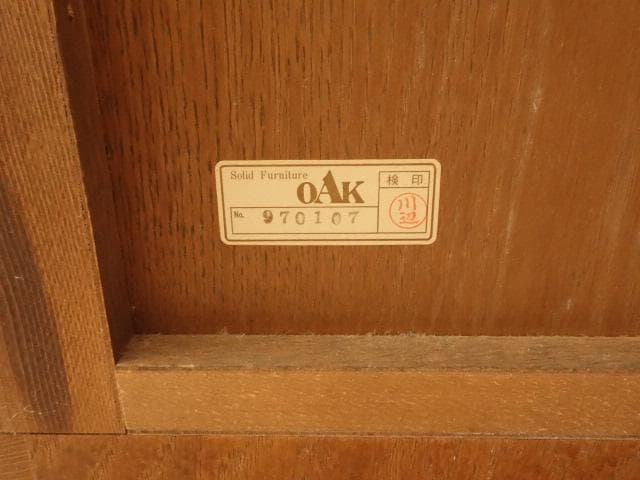 Solid Furniture
OAK
No. 970107
検印
川辺